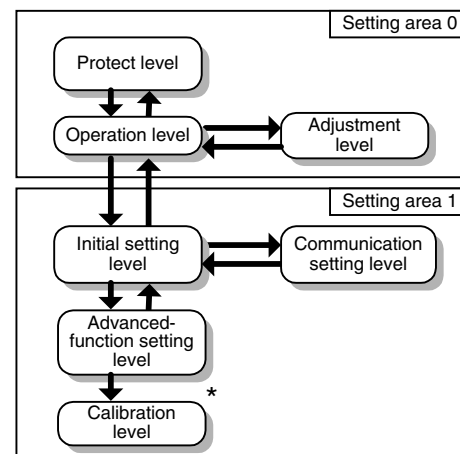 Setting area 0
Protect level
Operation level
Adjustment
level
Setting area 1
Initial setting
level
Communication
setting level
Advanced-
function setting
level
*
Calibration
level